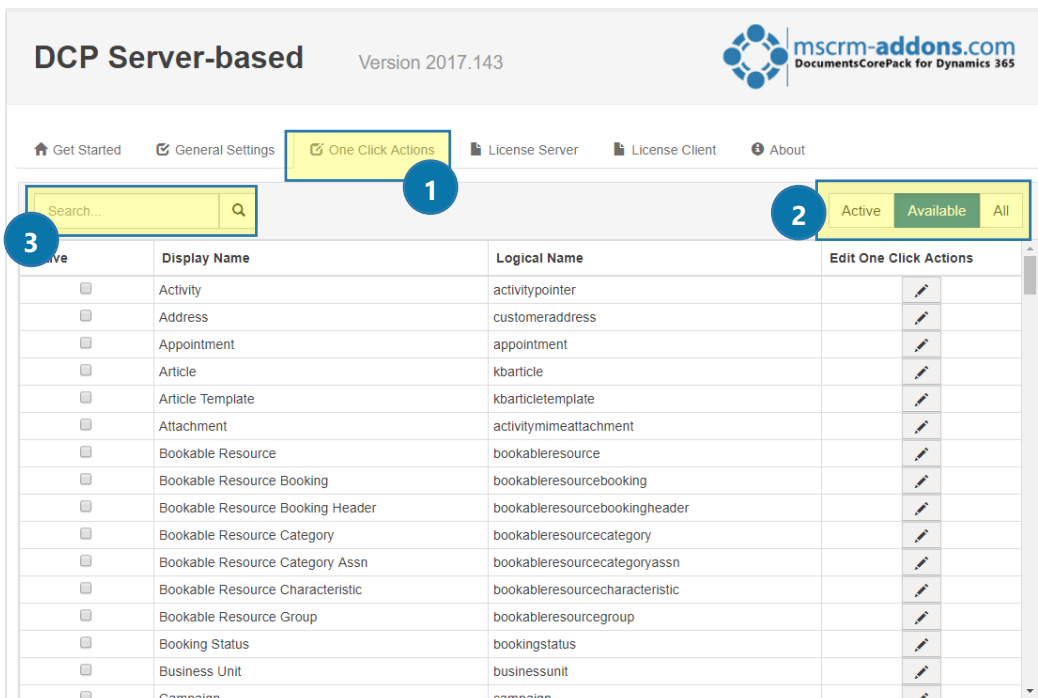 DCP Server-based Version 2017.143
mscrm-addons.com
DocumentsCorePack for Dynamics 365
Get Started General Settings One Click Actions License Server License Client About
1
Search... 2 Active Available All
3
ive Display Name Logical Name Edit One Click Actions
Activity activitypointer
Address customeraddress
Appointment appointment
Article kbarticle
Article Template kbarticletemplate
Attachment activitymimeattachment
Bookable Resource bookableresource
Bookable Resource Booking bookableresourcebooking
Bookable Resource Booking Header bookableresourcebookingheader
Bookable Resource Category bookableresourcecategory
Bookable Resource Category Assn bookableresourcecategoryassn
Bookable Resource Characteristic bookableresourcecharacteristic
Bookable Resource Group bookableresourcegroup
Booking Status bookingstatus
Business Unit businessunit
Campaign campaign